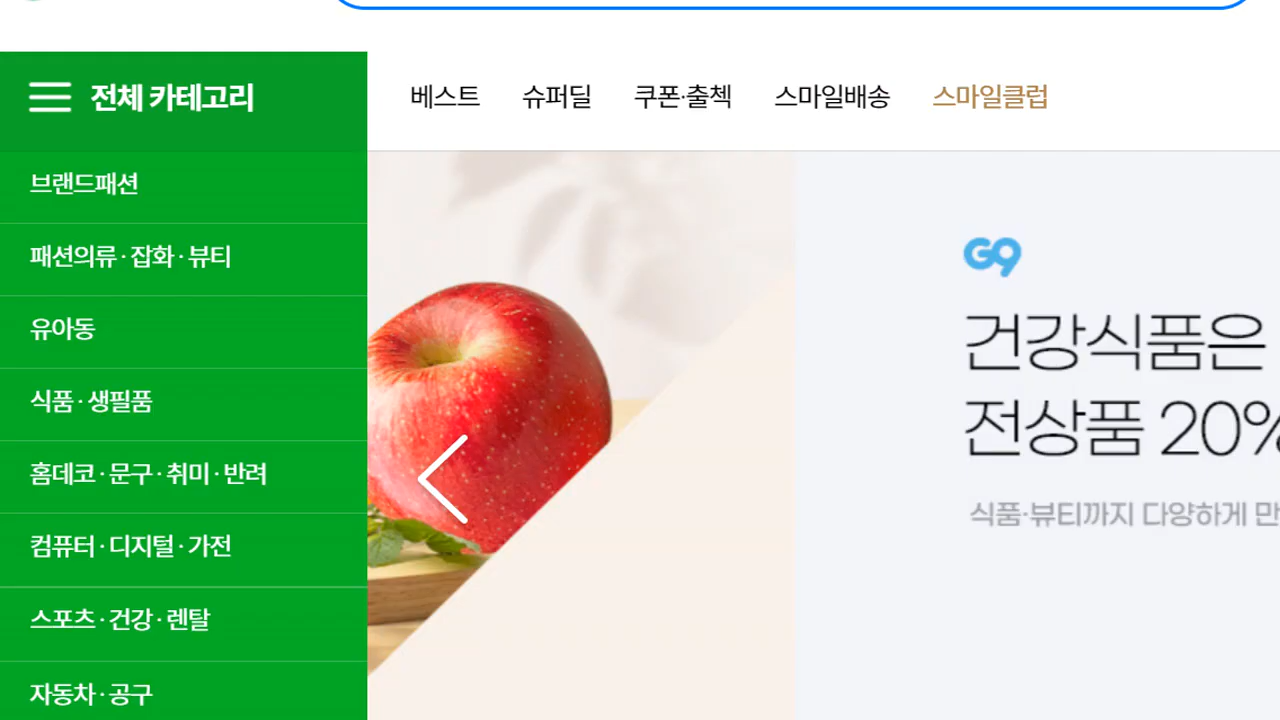 전체 카테고리
베스트 슈퍼딜 쿠폰·출첵 스마일배송 스마일클럽
브랜드패션
패션의류·잡화·뷰티
유아동
식품·생필품
홈데코·문구·취미·반려
컴퓨터·디지털·가전
스포츠·건강·렌탈
자동차·공구
G9
건강식품은
전상품 20%
식품·뷰티까지 다양하게 만